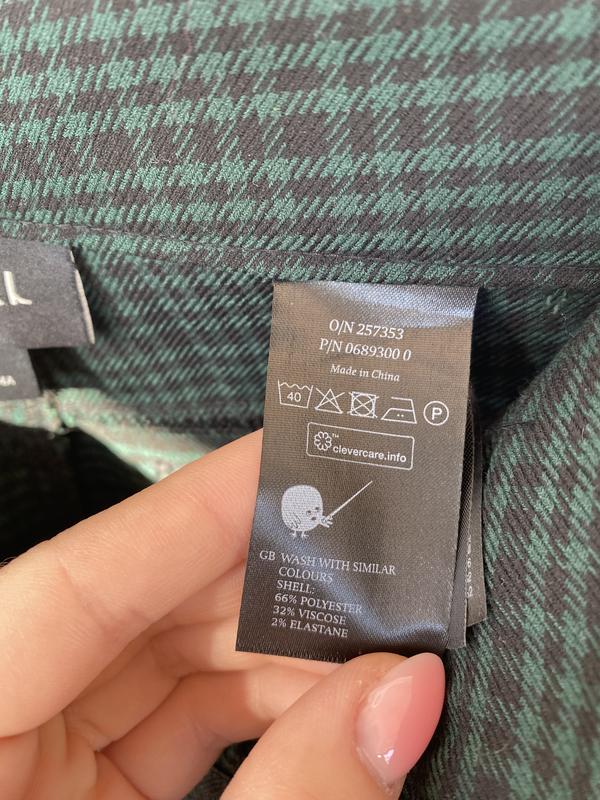 O/N 257353
P/N 0689300 0
Made in China
40 P
™
clevercare.info
GB WASH WITH SIMILAR
COLOURS
SHELL:
66% POLYESTER
32% VISCOSE
2% ELASTANE